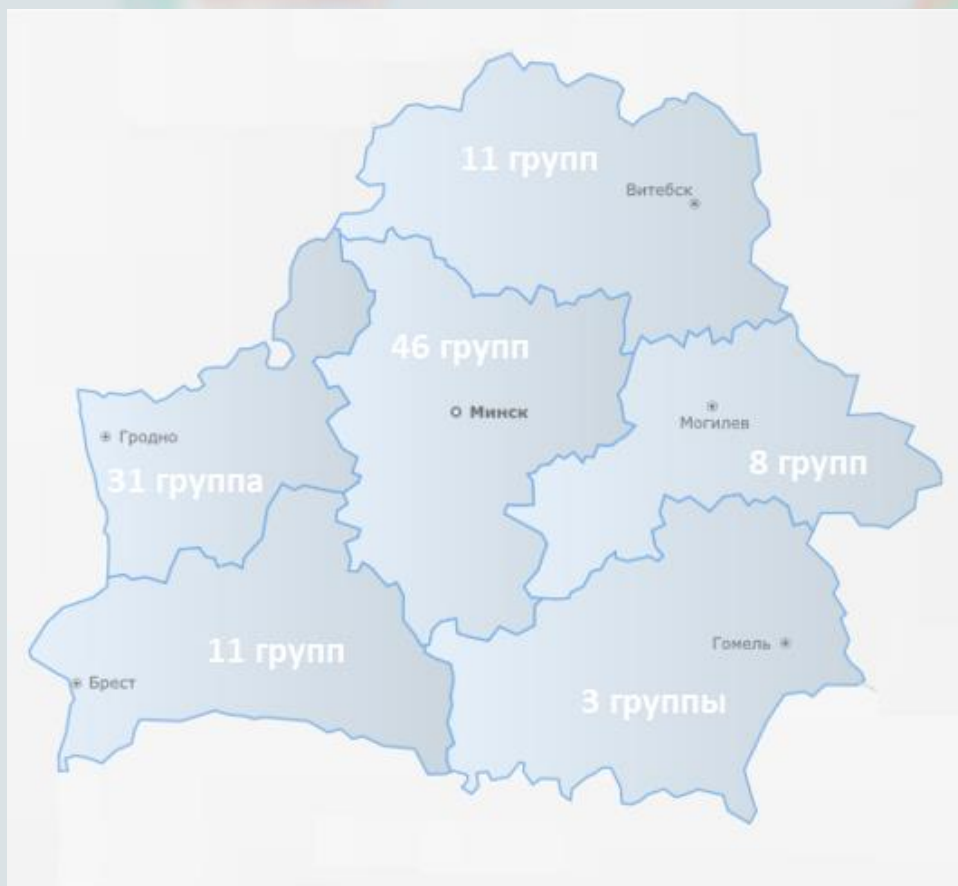 11 групп
Витебск
46 групп
Минск
Могилев
Гродно
8 групп
31 группа
Гомель
11 групп
Брест
3 группы